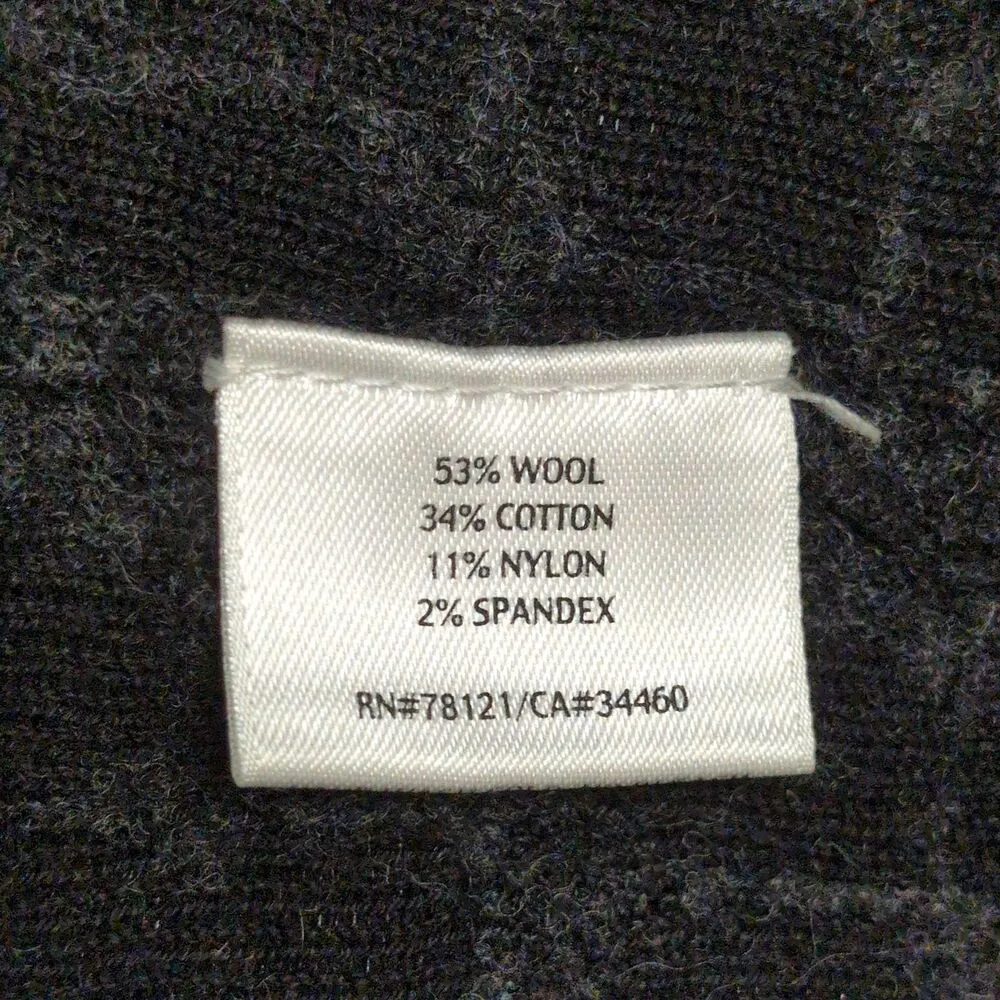 53% WOOL
34% COTTON
11% NYLON
2% SPANDEX
RN#78121/CA#34460